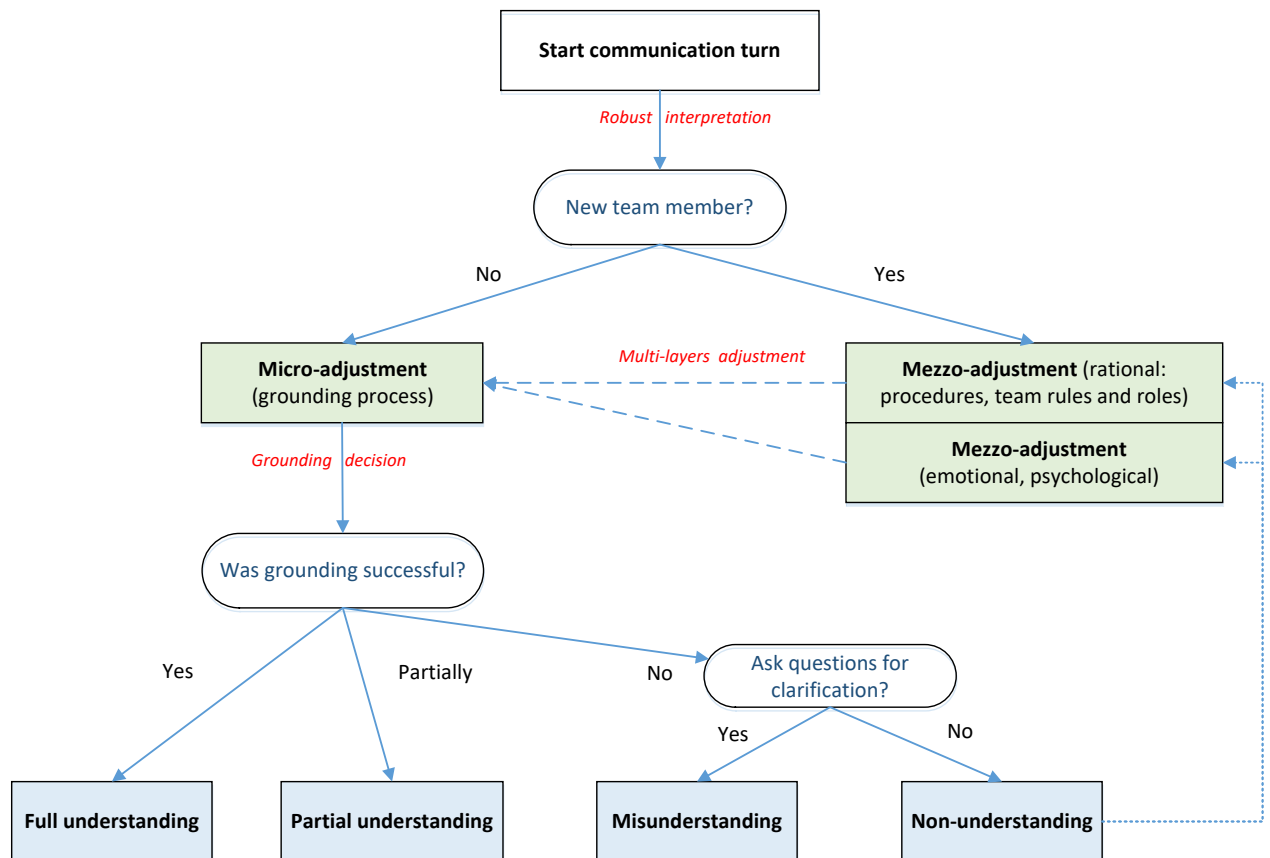 Start communication turn
Robust interpretation
New team member?
No
Yes
Micro-adjustment
(grounding process)
Multi-layers adjustment
Mezzo-adjustment (rational:
procedures, team rules and roles)
Mezzo-adjustment
(emotional, psychological)
Grounding decision
Was grounding successful?
Yes
Partially
No
Ask questions for
clarification?
Yes
No
Full understanding
Partial understanding
Misunderstanding
Non-understanding